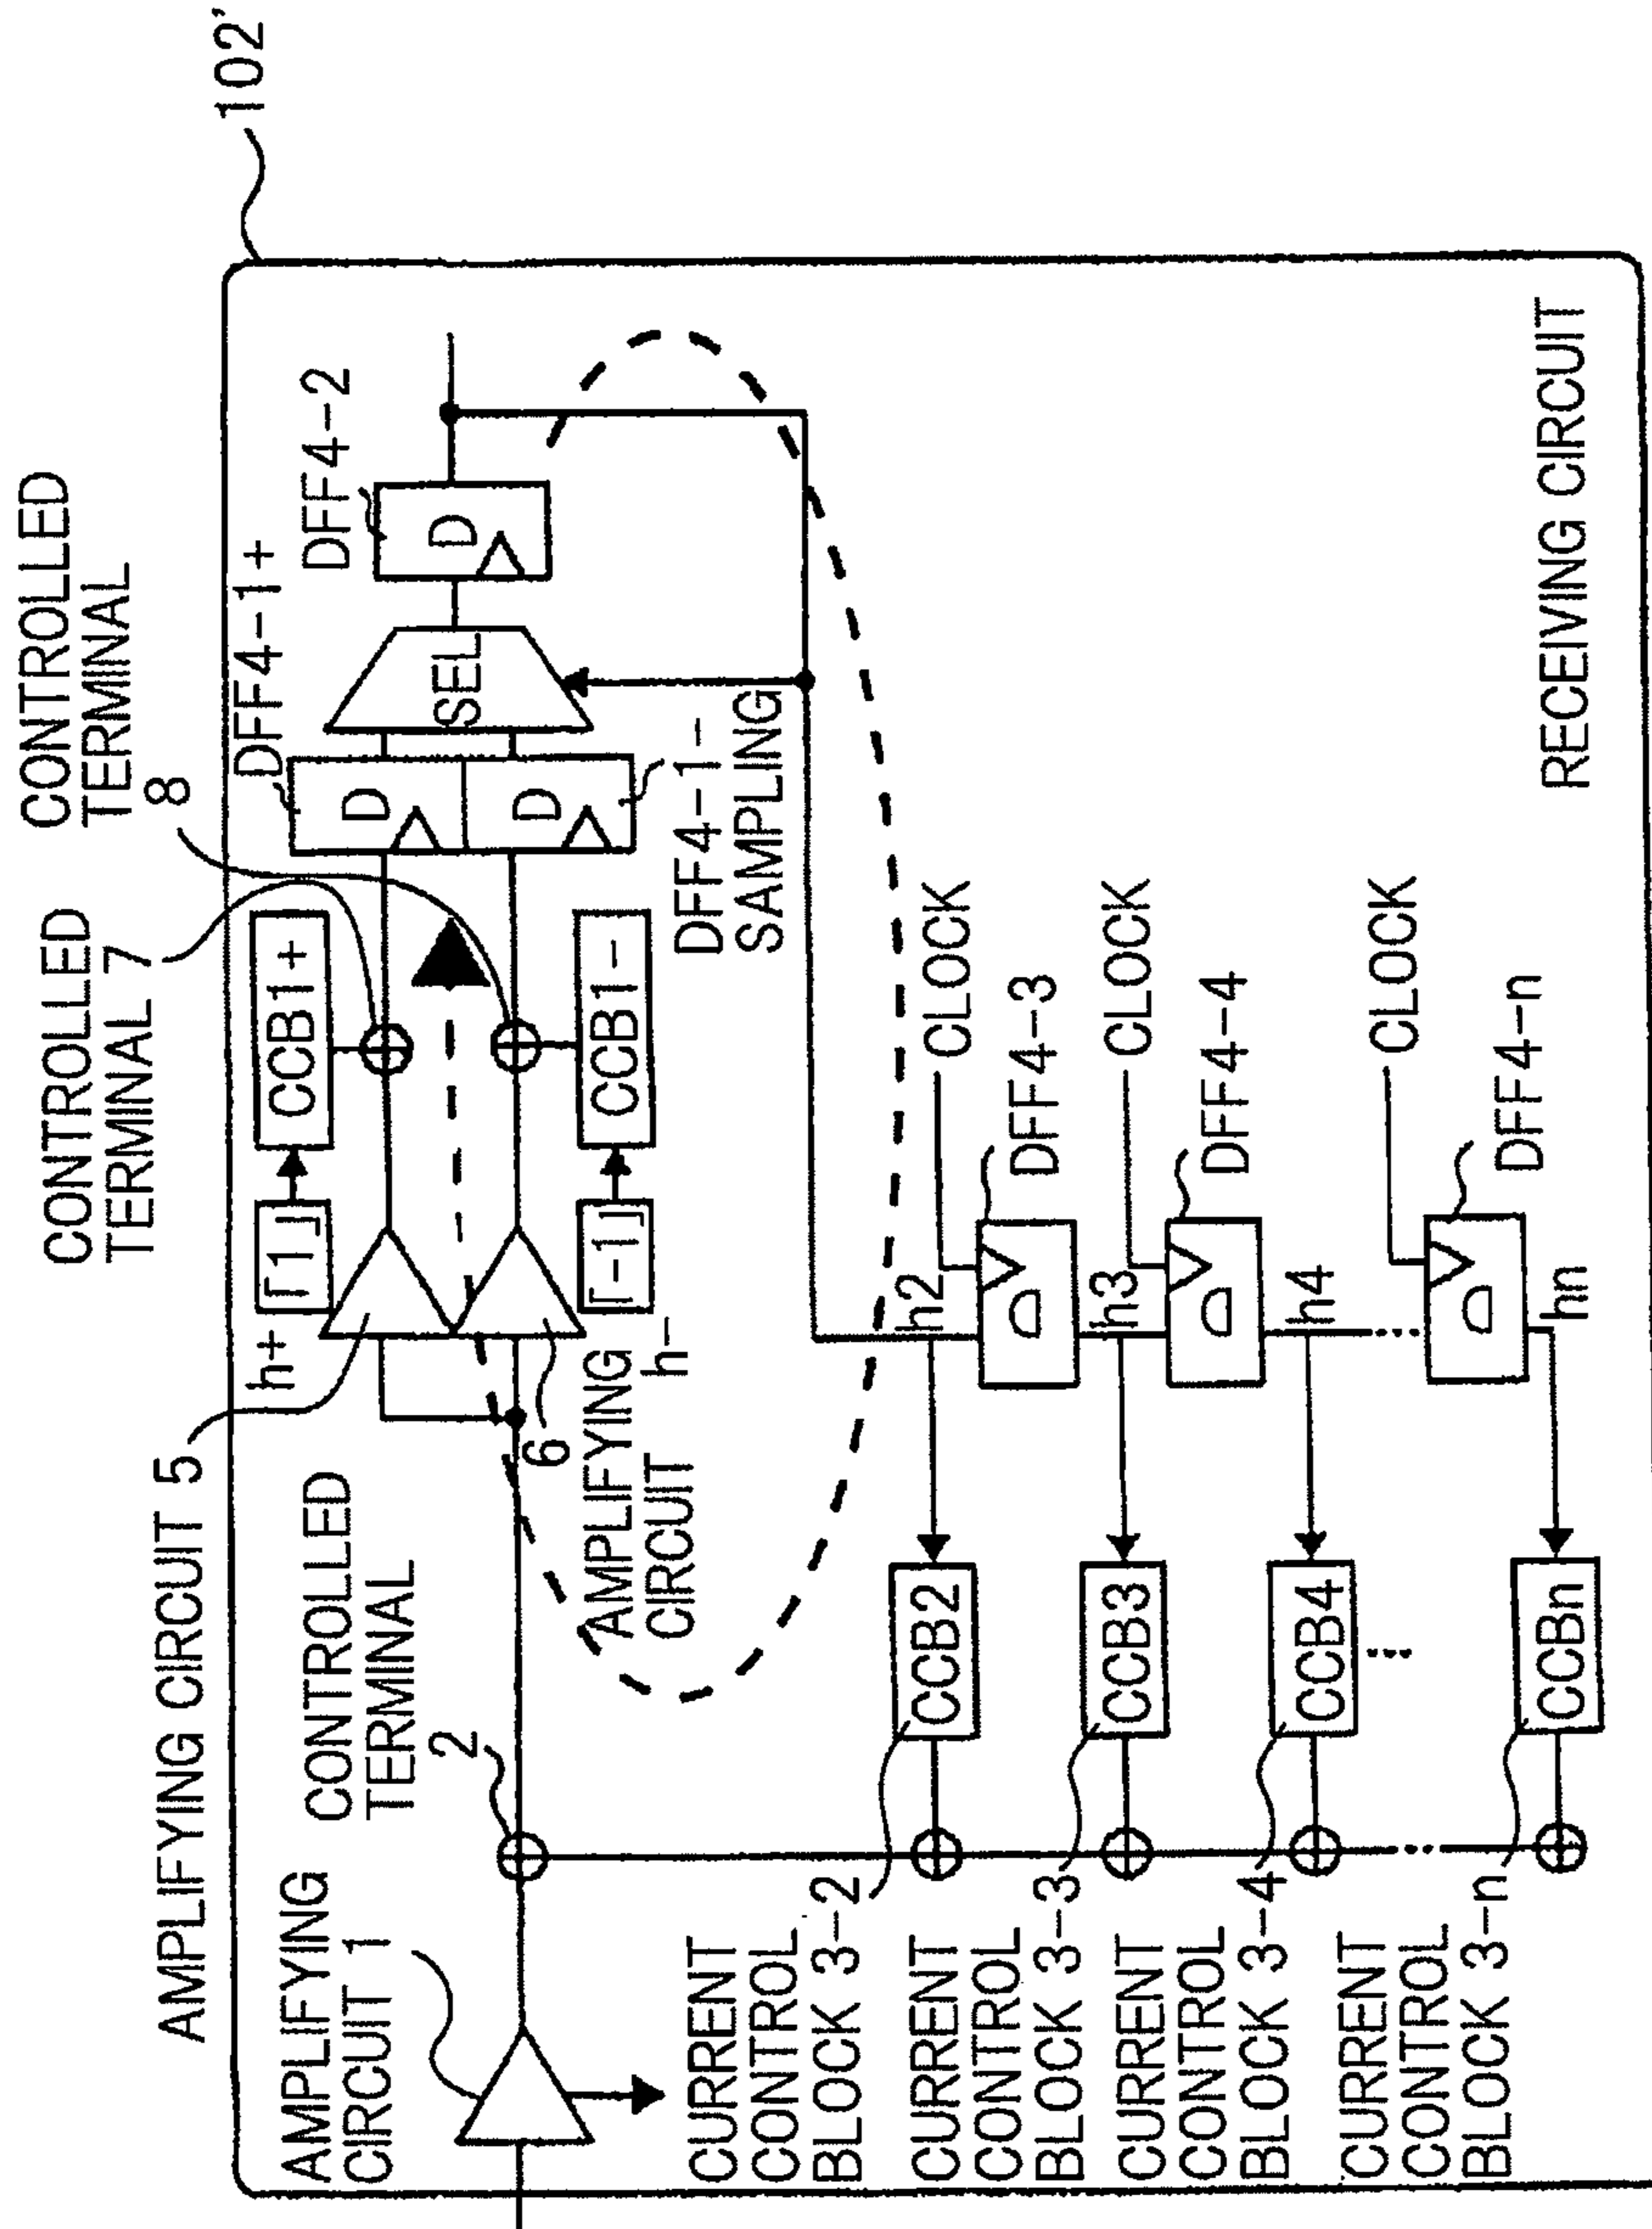 102'
AMPLIFYING CIRCUIT 5
CONTROLLED
TERMINAL 7
CONTROLLED
TERMINAL
8
AMPLIFYING
CIRCUIT 1
CONTROLLED
TERMINAL
2
h+
「1」
CCB1+
DFF4-1+
DFF4-2
D
D
D
SEL
6
AMPLIFYING
CIRCUIT
h-
「-1」
CCB1-
DFF4-1-
SAMPLING
CURRENT
CONTROL
BLOCK 3-2
CCB2
h2
CLOCK
D
DFF4-3
CURRENT
CONTROL
BLOCK 3-3
CCB3
h3
CLOCK
D
DFF4-4
CURRENT
CONTROL
BLOCK 3-4
CCB4
h4
CURRENT
CONTROL
BLOCK 3-n
CCBn
hn
CLOCK
D
DFF4-n
RECEIVING CIRCUIT